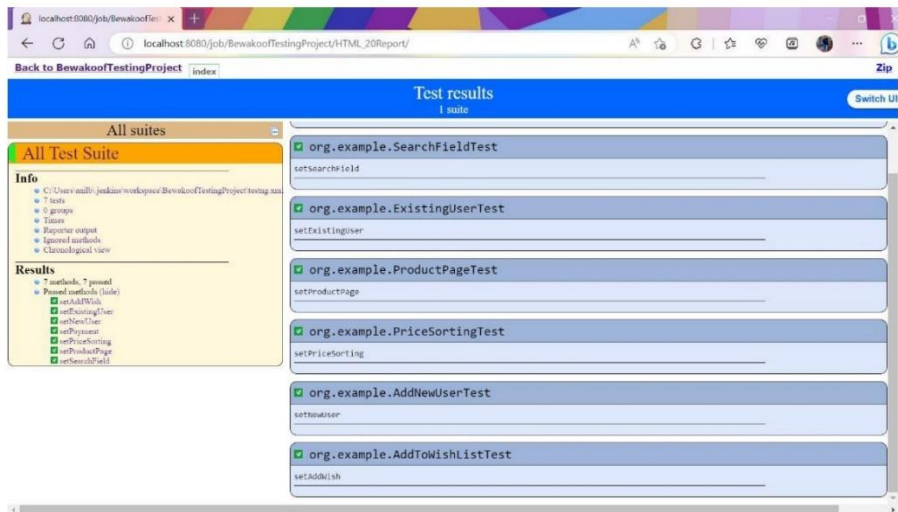 localhost:8080/job/BewakoofTest
localhost:8080/job/BewakoofTestingProject/HTML_20Report/
Back to BewakoofTestingProject
index
Zip
Test results
1 suite
Switch UI
All suites
All Test Suite
Info
7 tests
0 groups
Times
Reporter output
Ignored methods
Chronological view
Results
7 methods, 7 passed
Passed methods (hide)
setAddWish
setExistingUser
setNewUser
setPayment
setPriceSorting
setProductPage
setSearchField
org.example.SearchFieldTest
setSearchField
org.example.ExistingUserTest
setExistingUser
org.example.ProductPageTest
setProductPage
org.example.PriceSortingTest
setPriceSorting
org.example.AddNewUserTest
setNewUser
org.example.AddToWishListTest
setAddWish